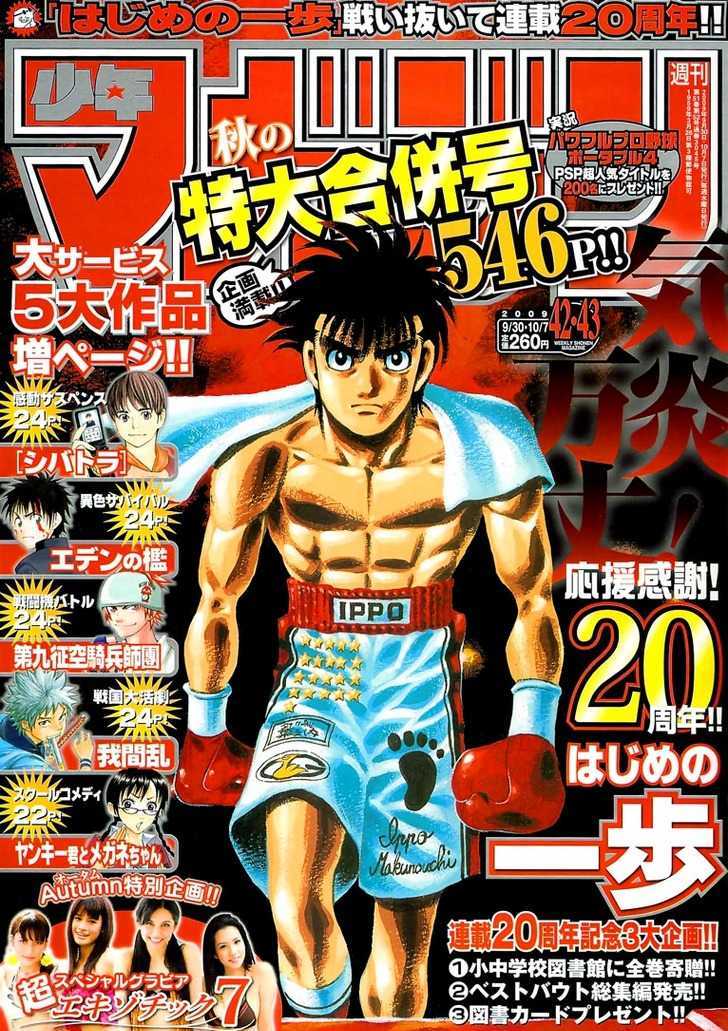 「はじめの一歩」戦い抜いて連載20周年!!
週刊
少年
マガジン
秋の
特大合併号
546P!!
企画
満載の
実況
パワフルプロ野球
ポータブル4
PSP超人気タイトルを
200名にプレゼント!!
2009
9/30・10/7
42・43
定価260円
WEEKLY SHONEN
MAGAZINE
大サービス
5大作品
増ページ!!
感動サスペンス
24P!
[シバトラ]
異色サバイバル
24P!
エデンの檻
戦闘機バトル
24P!
第九征空騎兵師團
戦国大活劇
24P!
我間乱
スクールコメディ
22P!
ヤンキー君とメガネちゃん
気炎
万丈!
応援感謝!
20
周年!!
はじめの
一歩
IPPO
Ippo
Makunouchi
連載20周年記念3大企画!!
❶小中学校図書館に全巻寄贈!!
❷ベストバウト総集編発売!!
❸図書カードプレゼント!!
オータム
Autumn特別企画!!
超
スペシャルグラビア
エキゾチック7